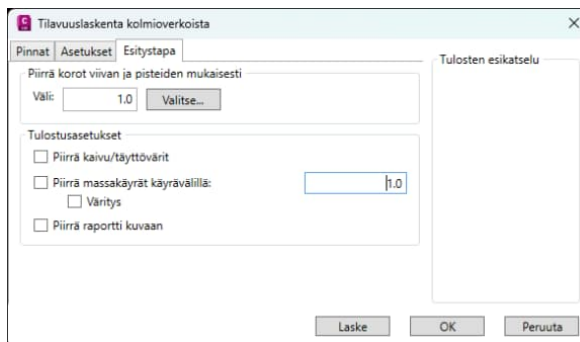 Tilavuuslaskenta kolmioverkoista
Pinnat Asetukset Esitystapa
Piirrä korot viivan ja pisteiden mukaisesti
Väli: 1.0 Valitse...
Tulostusasetukset
Piirrä kaivu/täyttövärit
Piirrä massakäyrät käyrävälillä: 1.0
Väritys
Piirrä raportti kuvaan
Tulosten esikatselu
Laske OK Peruuta